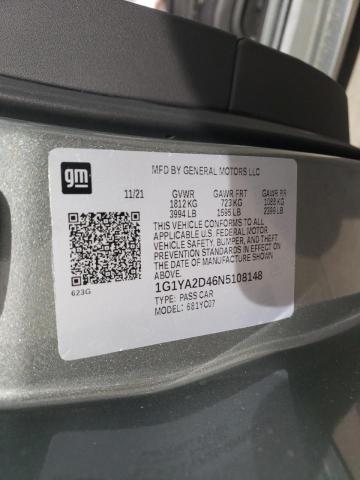 gm
MFD BY GENERAL MOTORS LLC
11/21 GVWR GAWR FRT GAWR RR
1812 KG 723 KG 1088 KG
3994 LB 1595 LB 2399 LB
THIS VEHICLE CONFORMS TO ALL
APPLICABLE U.S. FEDERAL MOTOR
VEHICLE SAFETY, BUMPER, AND THEFT
PREVENTION STANDARDS IN EFFECT
ON THE DATE OF MANUFACTURE
SHOWN ABOVE.
623G
1G1YA2D46N5108148
TYPE: PASS CAR
MODEL: 681YC07